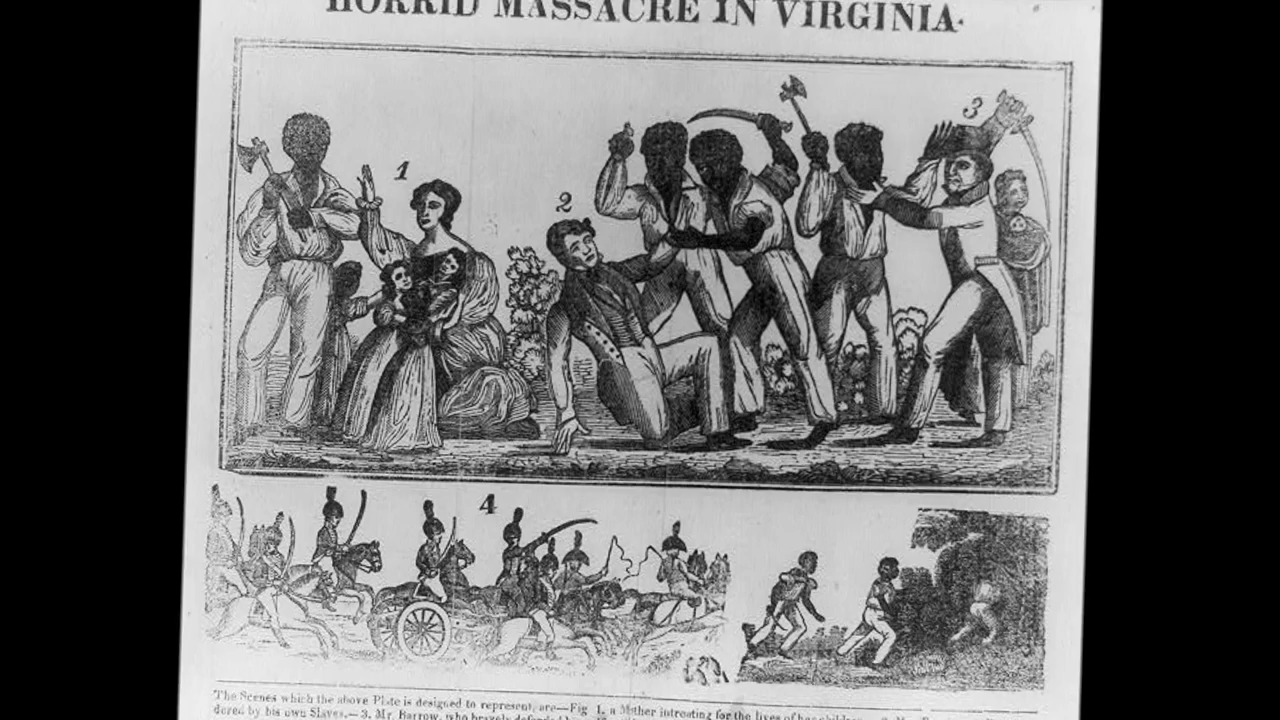 HORRID MASSACRE IN VIRGINIA.
1
2
3
4
The Scenes which the above Plate is designed to represent, are—Fig 1, a Mother intreating for the lives of her children.—2.
dered by his own Slaves.—3. Mr. Barrow, who bravely defended